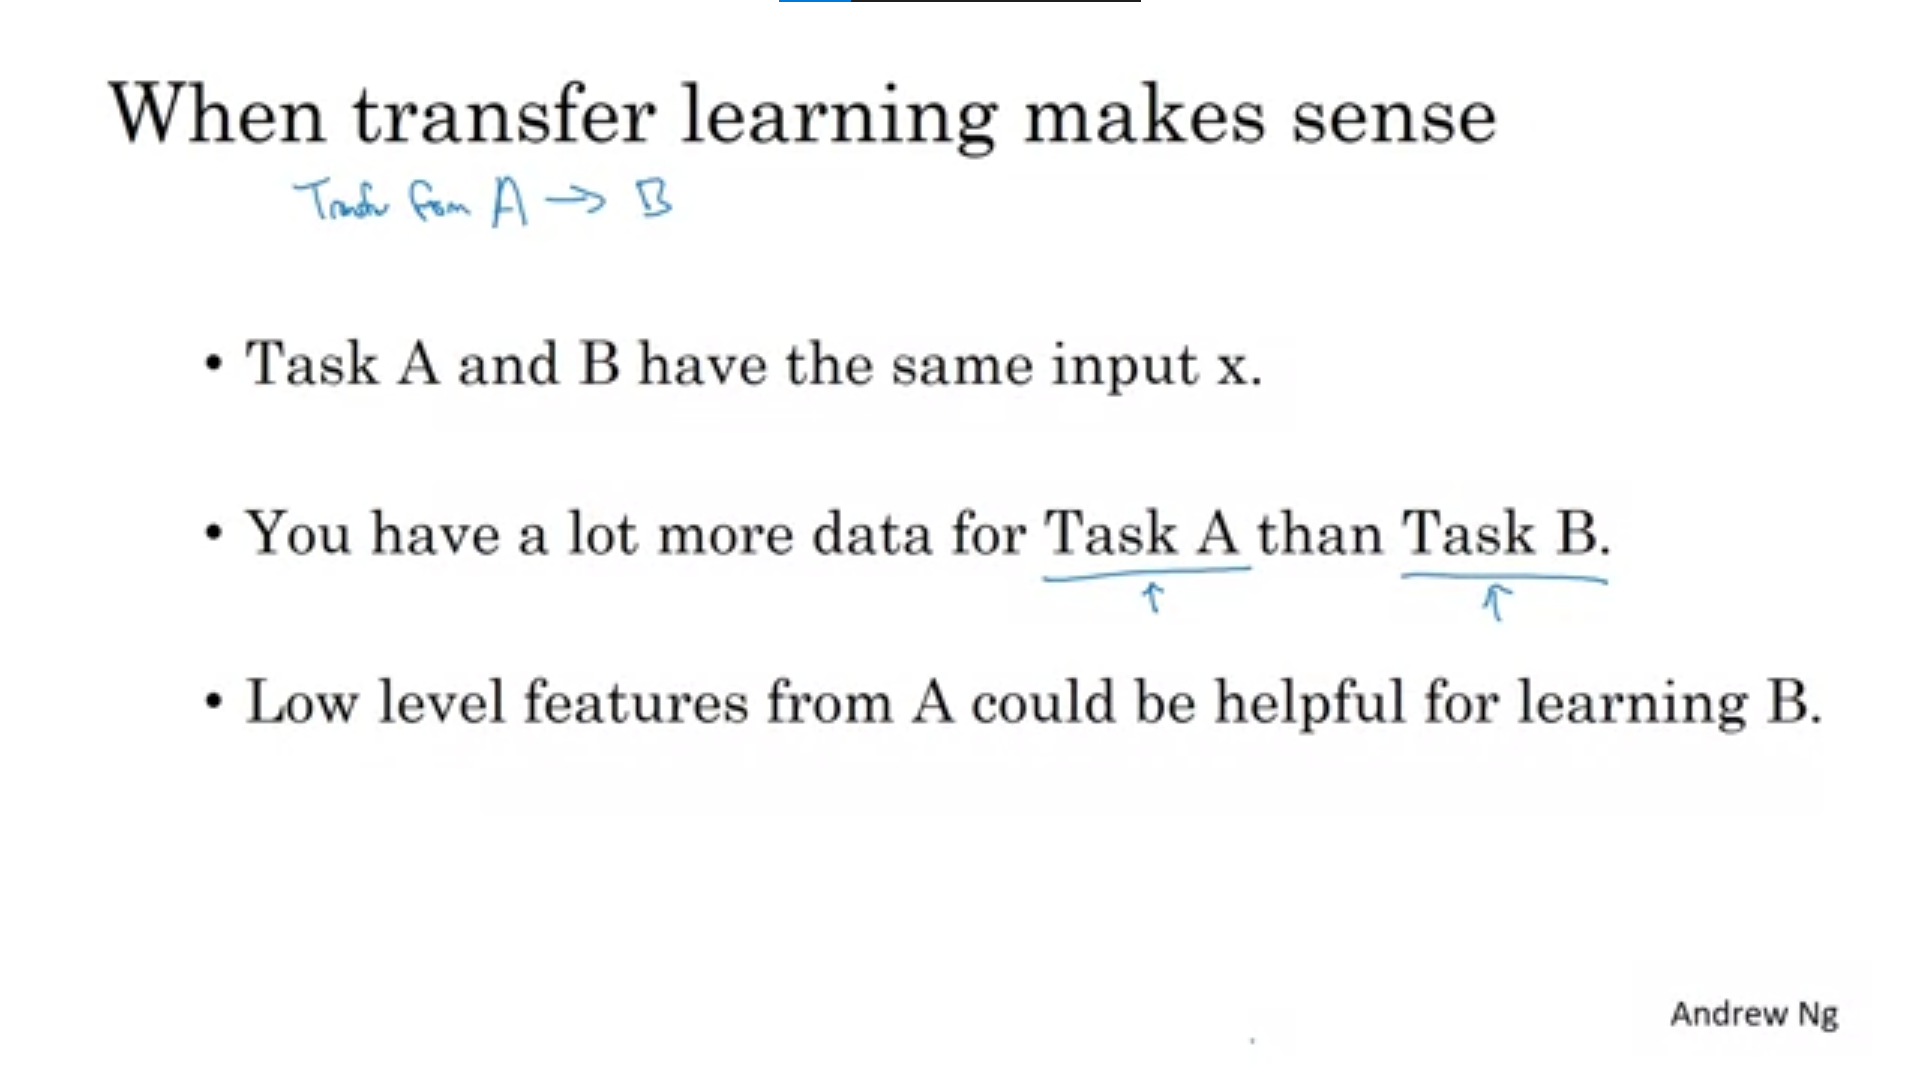 When transfer learning makes sense
Transfer from A → B
• Task A and B have the same input x.
• You have a lot more data for Task A than Task B.
↑ ↑
• Low level features from A could be helpful for learning B.
Andrew Ng